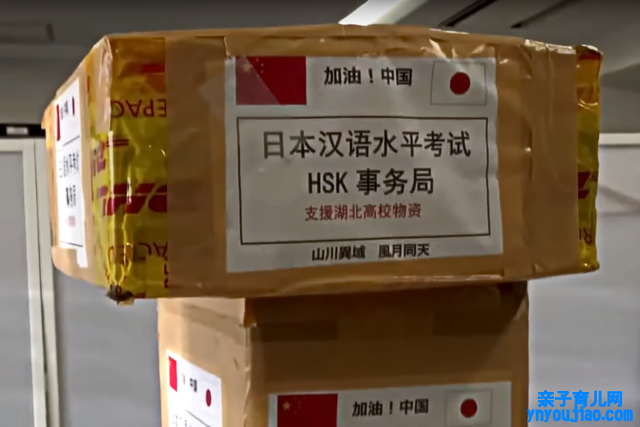 加油！中国
日本汉语水平考试
HSK 事务局
支援湖北高校物资
山川異域 風月同天
加油！中国
亲子育儿网
ynyoujiao.com